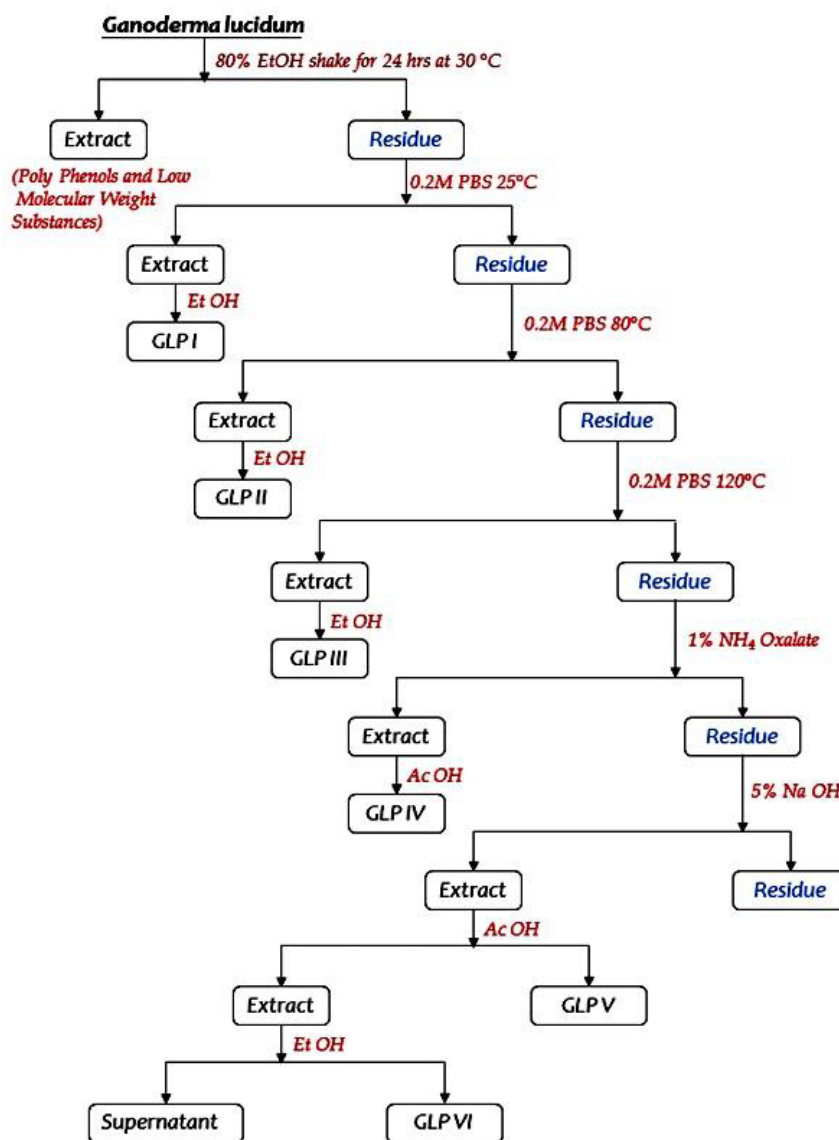 Ganoderma lucidum
80% EtOH shake for 24 hrs at 30 °C
Extract
Residue
(Poly Phenols and Low
Molecular Weight
Substances)
0.2M PBS 25°C
Extract
Residue
Et OH
GLP I
0.2M PBS 80°C
Extract
Residue
Et OH
GLP II
0.2M PBS 120°C
Extract
Residue
Et OH
GLP III
1% NH₄ Oxalate
Extract
Residue
Ac OH
GLP IV
5% Na OH
Extract
Residue
Ac OH
Extract
GLP V
Et OH
Supernatant
GLP VI